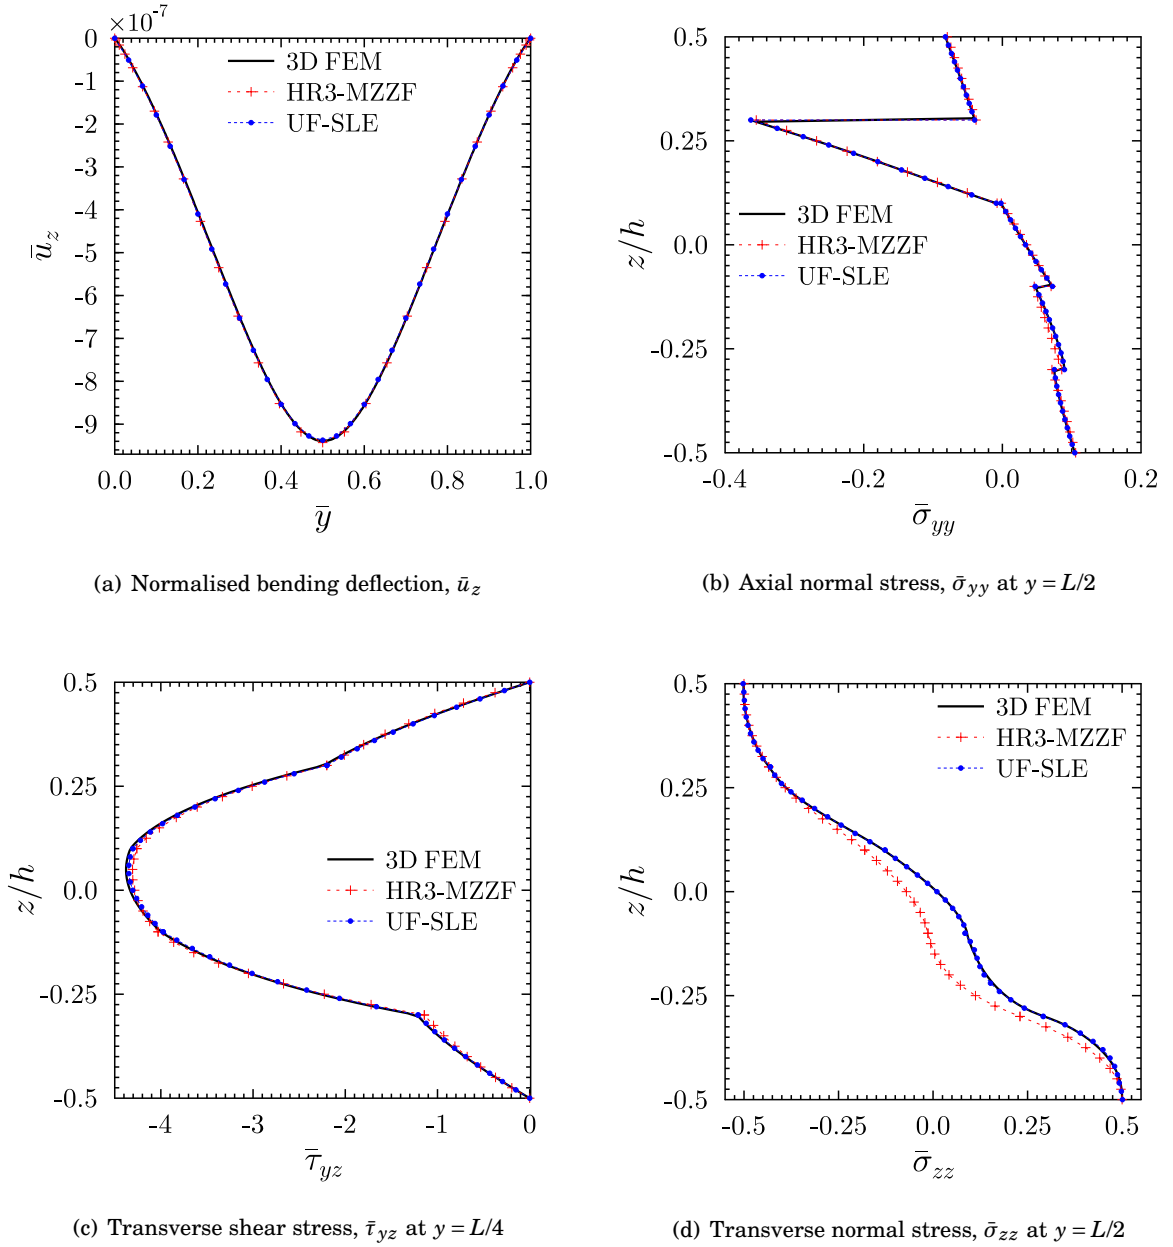 ×10⁻⁷
0
-1
-2
-3
-4
-5
-6
-7
-8
-9
ū_z
3D FEM
HR3-MZZF
UF-SLE
0.0 0.2 0.4 0.6 0.8 1.0
ȳ
(a) Normalised bending deflection, ū_z
0.5
0.25
0.0
-0.25
-0.5
z/h
3D FEM
HR3-MZZF
UF-SLE
-0.4 -0.2 0.0 0.2
σ̄_yy
(b) Axial normal stress, σ̄_yy at y = L/2
0.5
0.25
0.0
-0.25
-0.5
z/h
3D FEM
HR3-MZZF
UF-SLE
-4 -3 -2 -1 0
τ̄_yz
(c) Transverse shear stress, τ̄_yz at y = L/4
0.5
0.25
0.0
-0.25
-0.5
z/h
3D FEM
HR3-MZZF
UF-SLE
-0.5 -0.25 0.0 0.25 0.5
σ̄_zz
(d) Transverse normal stress, σ̄_zz at y = L/2